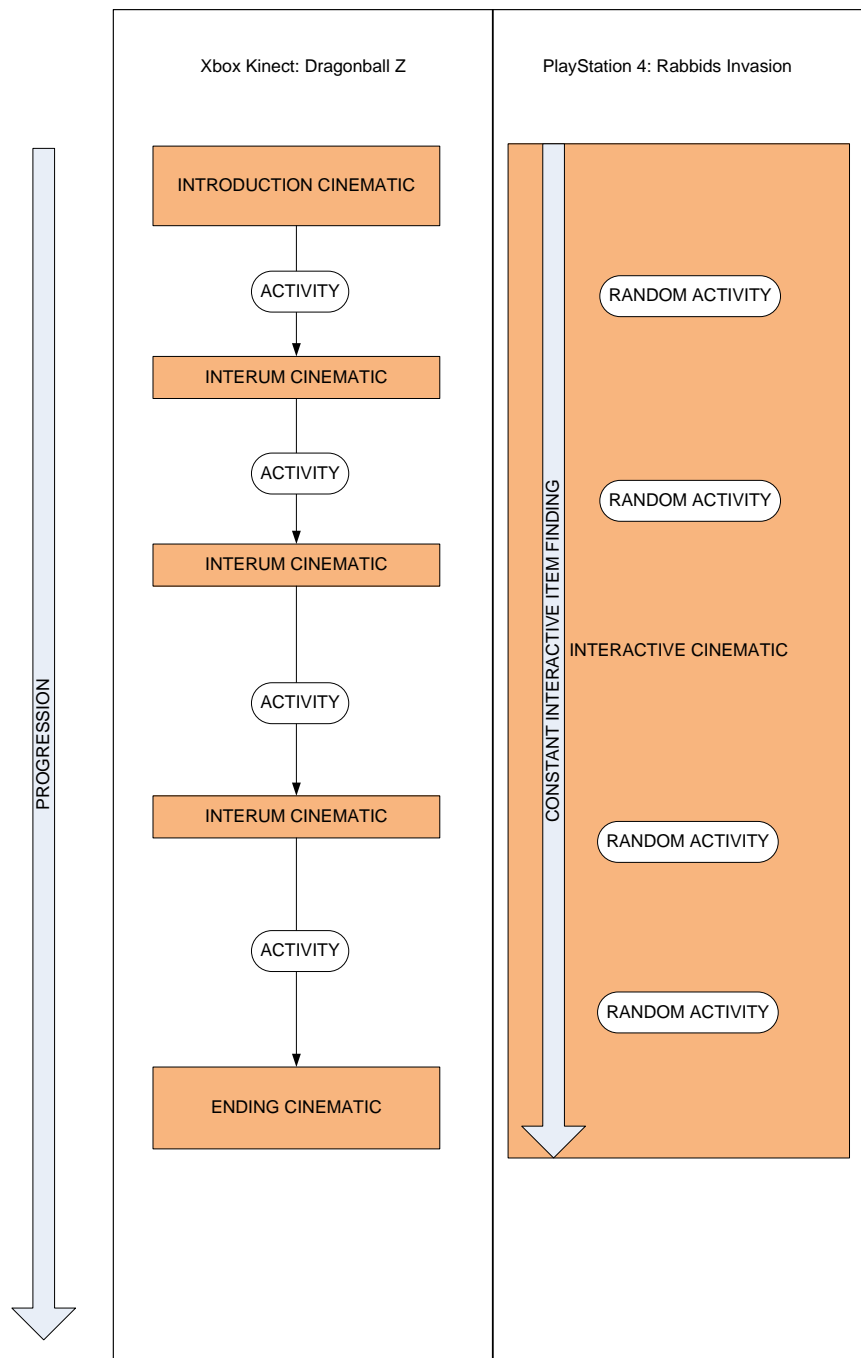 Xbox Kinect: Dragonball Z
PlayStation 4: Rabbids Invasion
PROGRESSION
INTRODUCTION CINEMATIC
ACTIVITY
INTERUM CINEMATIC
ACTIVITY
INTERUM CINEMATIC
ACTIVITY
INTERUM CINEMATIC
ACTIVITY
ENDING CINEMATIC
CONSTANT INTERACTIVE ITEM FINDING
RANDOM ACTIVITY
RANDOM ACTIVITY
INTERACTIVE CINEMATIC
RANDOM ACTIVITY
RANDOM ACTIVITY